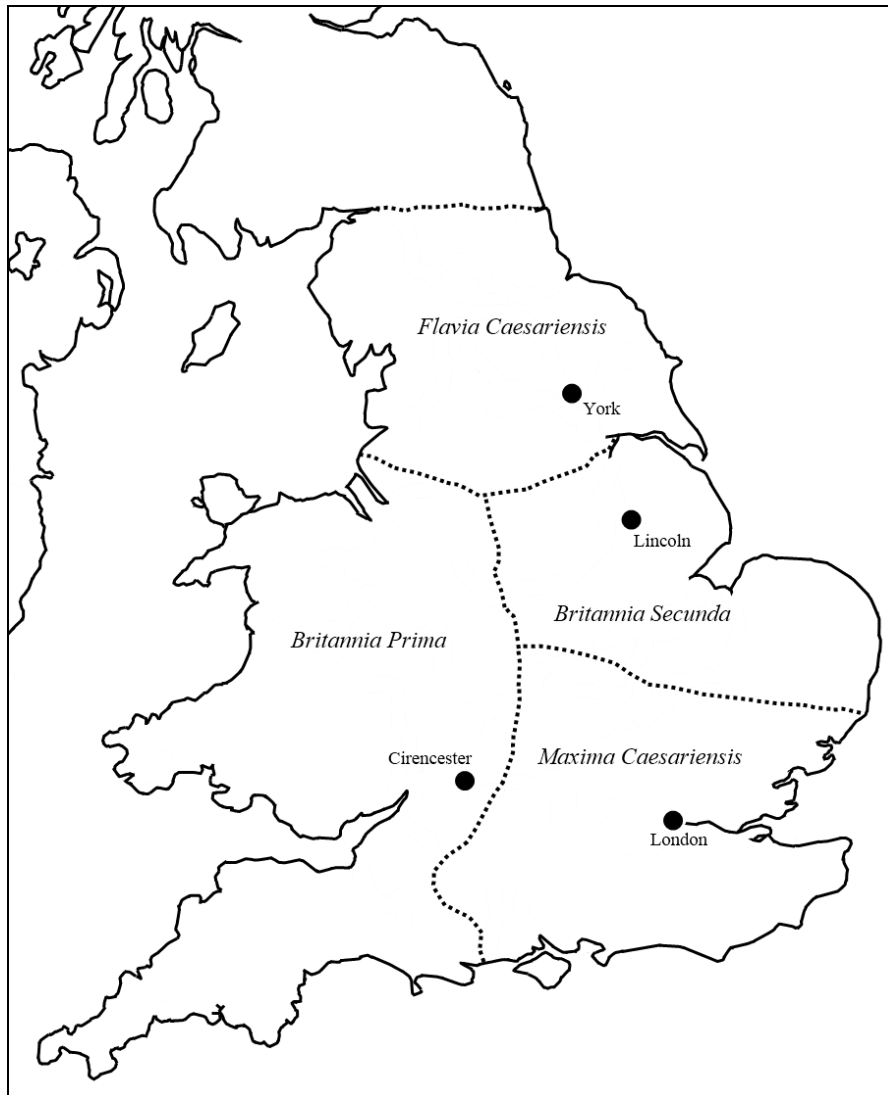 Flavia Caesariensis
York
Lincoln
Britannia Secunda
Britannia Prima
Maxima Caesariensis
Cirencester
London